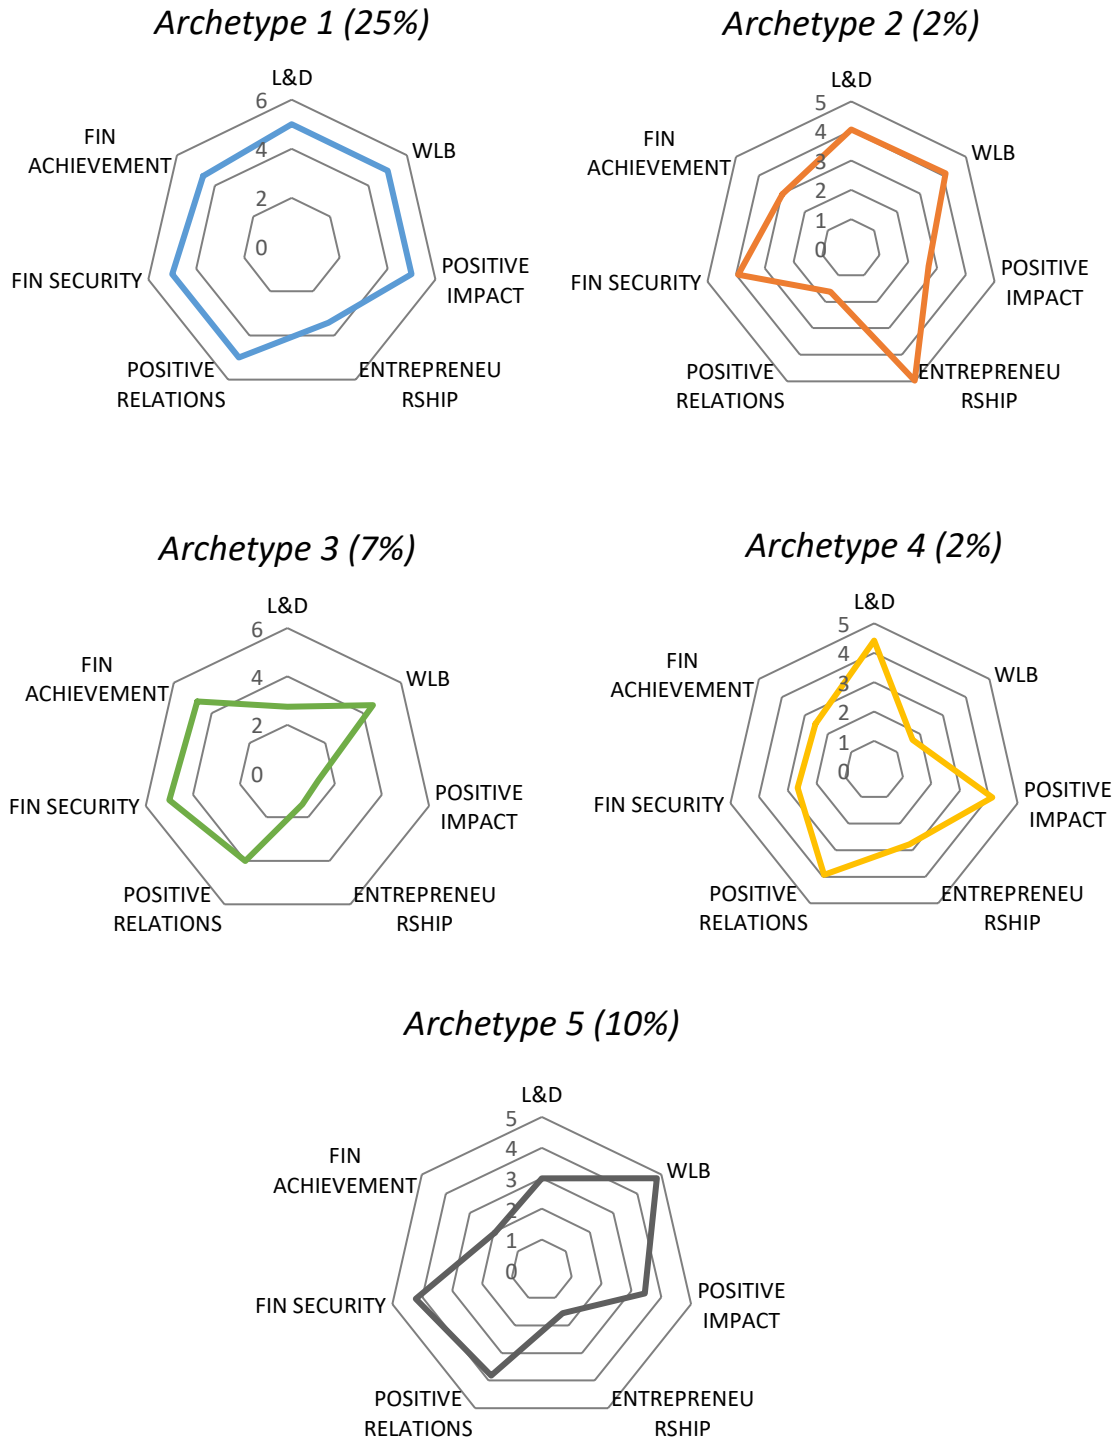 Archetype 1 (25%)
L&D
6
4
2
0
WLB
POSITIVE
IMPACT
ENTREPRENEU
RSHIP
POSITIVE
RELATIONS
FIN SECURITY
FIN
ACHIEVEMENT
Archetype 2 (2%)
L&D
5
4
3
2
1
0
WLB
POSITIVE
IMPACT
ENTREPRENEU
RSHIP
POSITIVE
RELATIONS
FIN SECURITY
FIN
ACHIEVEMENT
Archetype 3 (7%)
L&D
6
4
2
0
WLB
POSITIVE
IMPACT
ENTREPRENEU
RSHIP
POSITIVE
RELATIONS
FIN SECURITY
FIN
ACHIEVEMENT
Archetype 4 (2%)
L&D
5
4
3
2
1
0
WLB
POSITIVE
IMPACT
ENTREPRENEU
RSHIP
POSITIVE
RELATIONS
FIN SECURITY
FIN
ACHIEVEMENT
Archetype 5 (10%)
L&D
5
4
3
2
1
0
WLB
POSITIVE
IMPACT
ENTREPRENEU
RSHIP
POSITIVE
RELATIONS
FIN SECURITY
FIN
ACHIEVEMENT